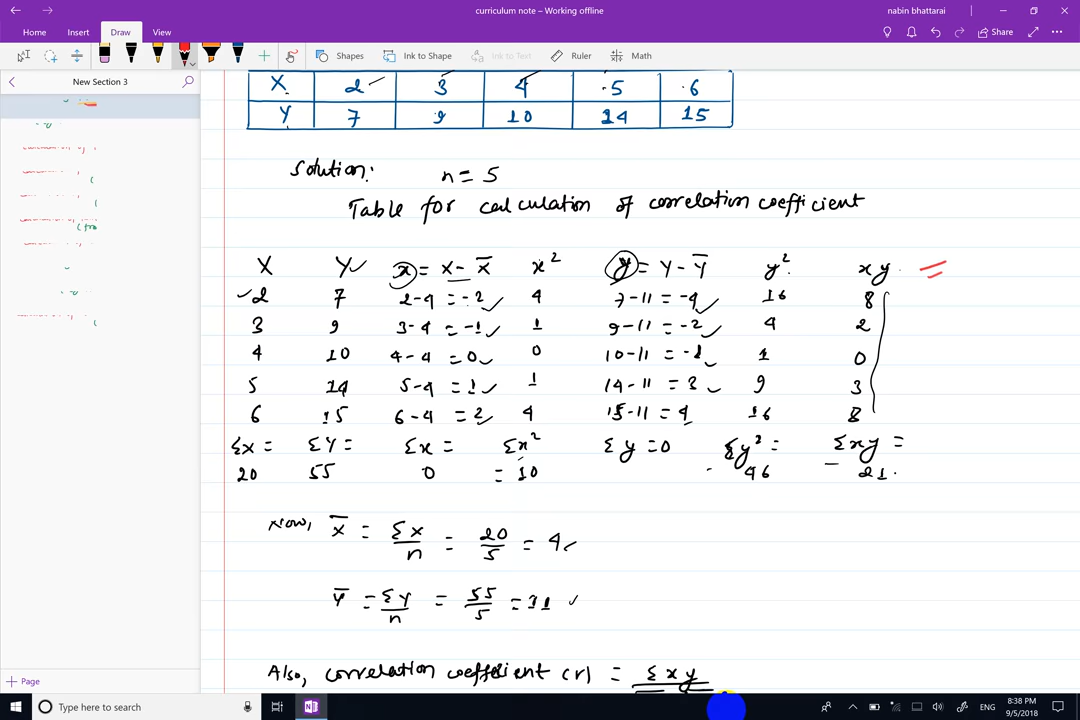 curriculum note – Working offline
nabin bhattarai
Home Insert Draw View
Share
Shapes Ink to Shape Ink to Text Ruler Math
New Section 3
X 2 3 4 5 6
Y 7 9 10 14 15
Solution: n = 5
Table for calculation of correlation coefficient
X Y x = X - X̅ x² y = Y - Y̅ y² xy
2 7 2-4 = -2 4 7-11 = -4 16 8
3 9 3-4 = -1 1 9-11 = -2 4 2
4 10 4-4 = 0 0 10-11 = -1 1 0
5 14 5-4 = 1 1 14-11 = 3 9 3
6 15 6-4 = 2 4 15-11 = 4 16 8
ΣX = ΣY = Σx = Σx² Σy = 0 Σy² = Σxy =
20 55 0 = 10 46 21
Now, X̅ = ΣX/n = 20/5 = 4
Y̅ = ΣY/n = 55/5 = 11
Also, correlation coefficient (r) = Σxy
Page
Type here to search
ENG
8:38 PM
9/5/2018